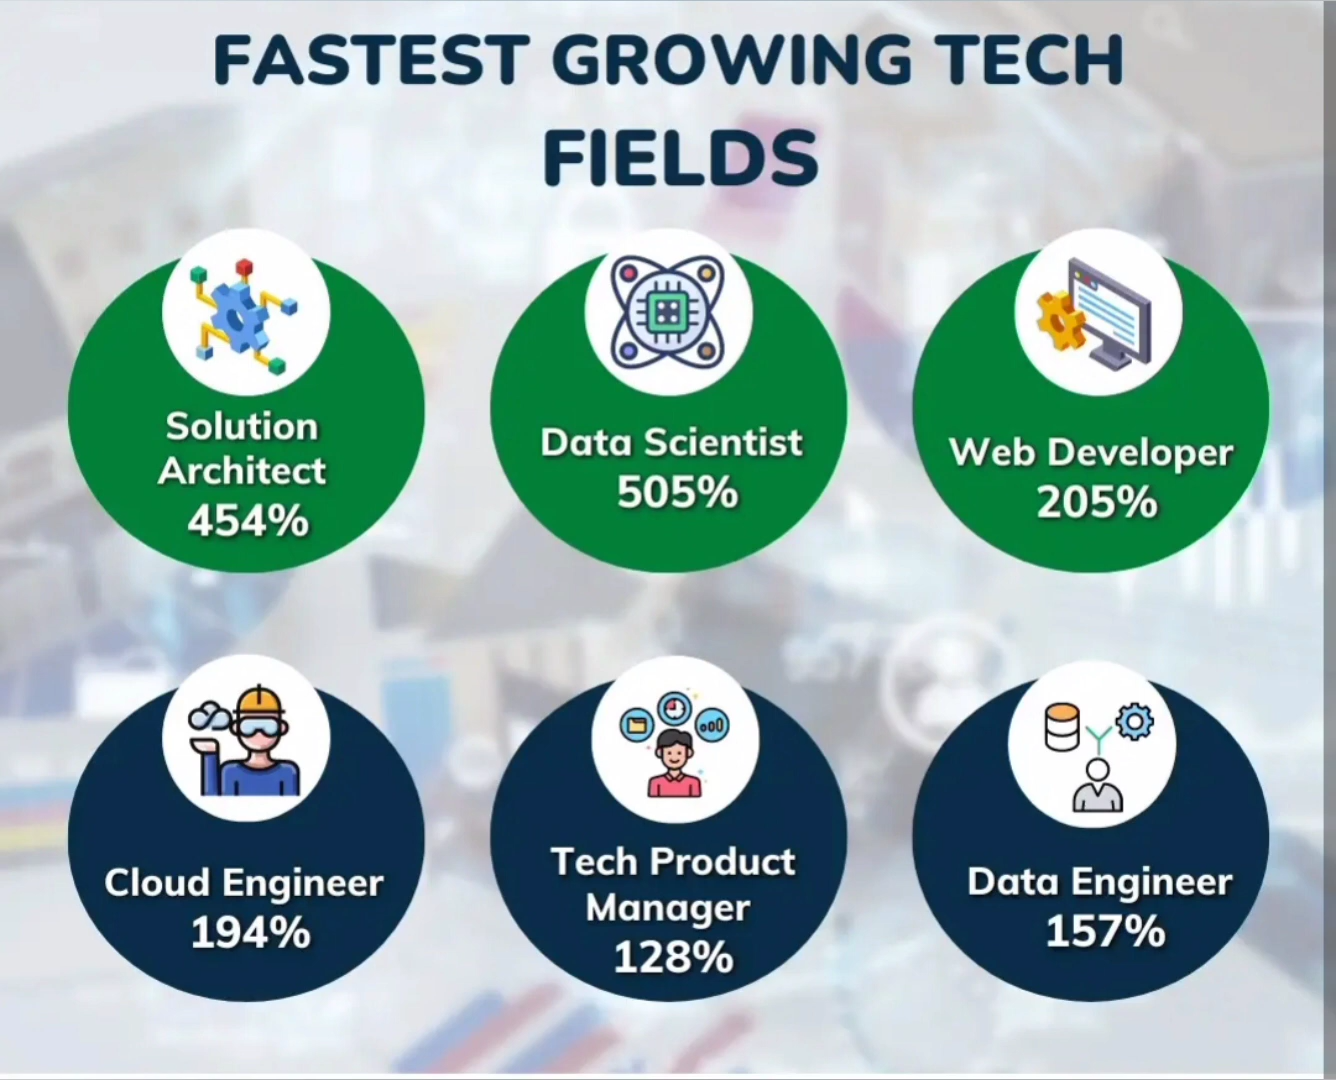 FASTEST GROWING TECH
FIELDS
Solution
Architect
454%
Data Scientist
505%
Web Developer
205%
Cloud Engineer
194%
Tech Product
Manager
128%
Data Engineer
157%